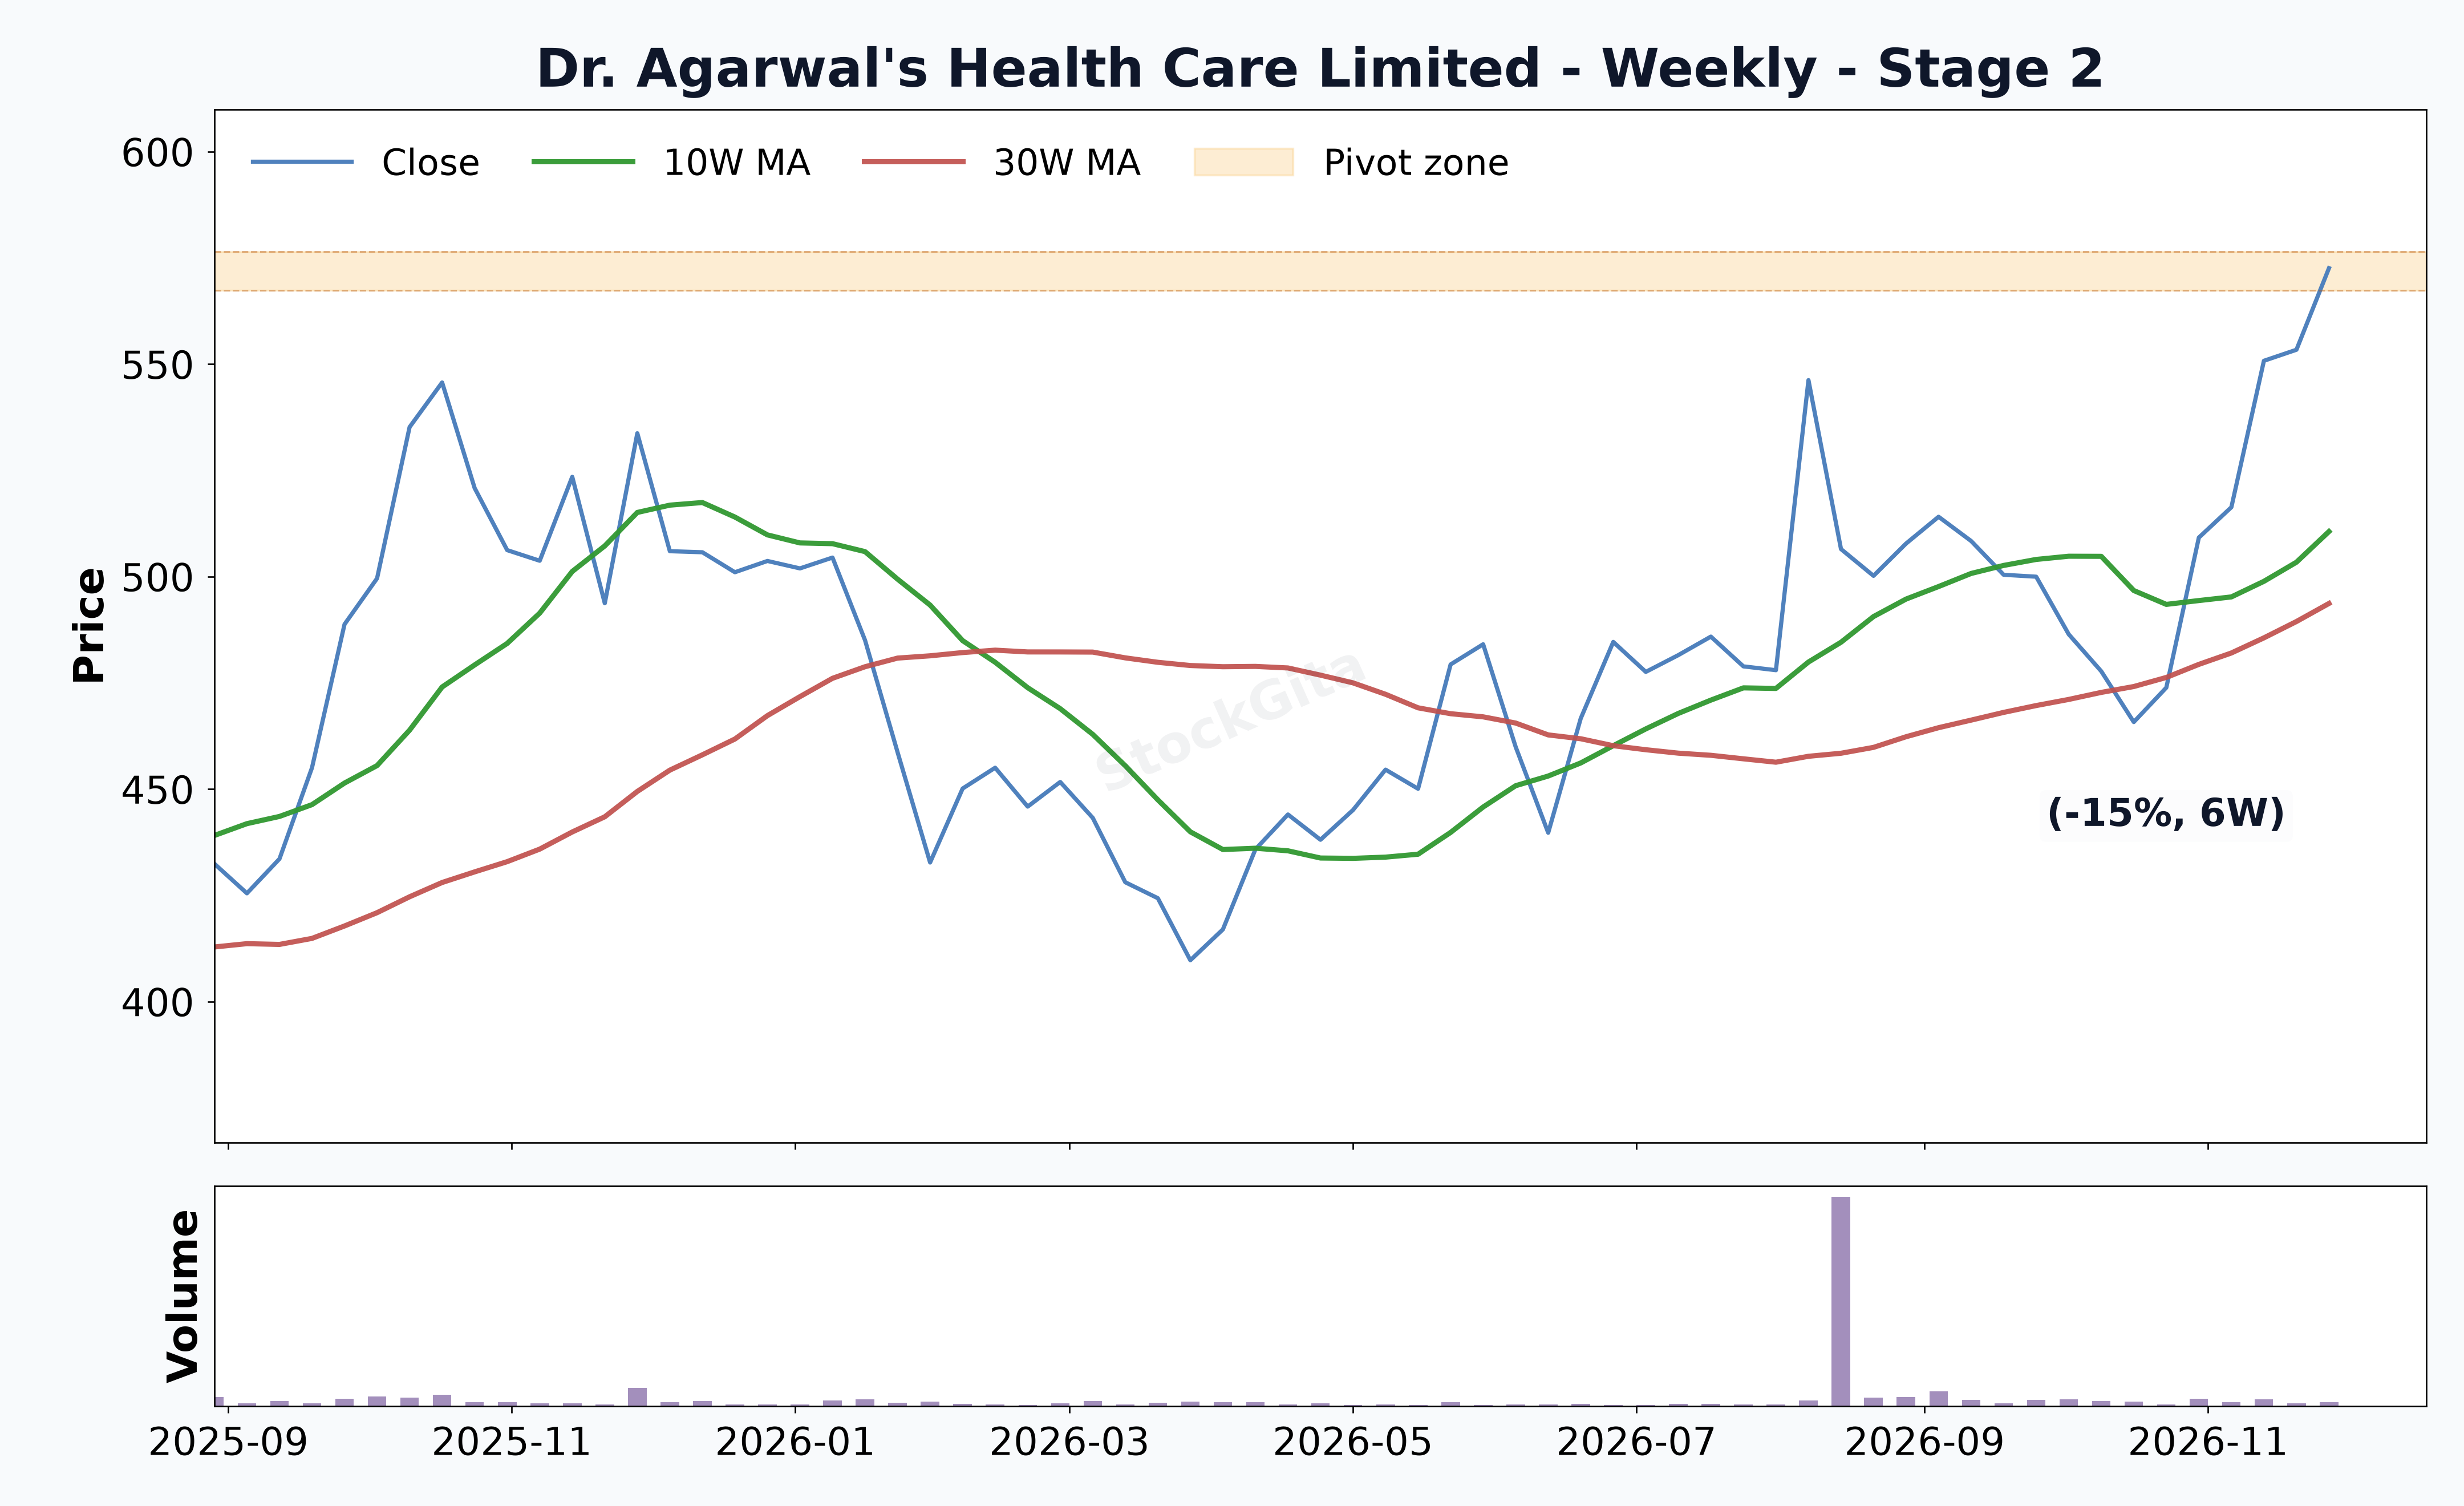 Dr. Agarwal's Health Care Limited - Weekly - Stage 2
Close 10W MA 30W MA Pivot zone
600
550
500
450
400
Price
StockGita
(-15%, 6W)
Volume
2025-09 2025-11 2026-01 2026-03 2026-05 2026-07 2026-09 2026-11